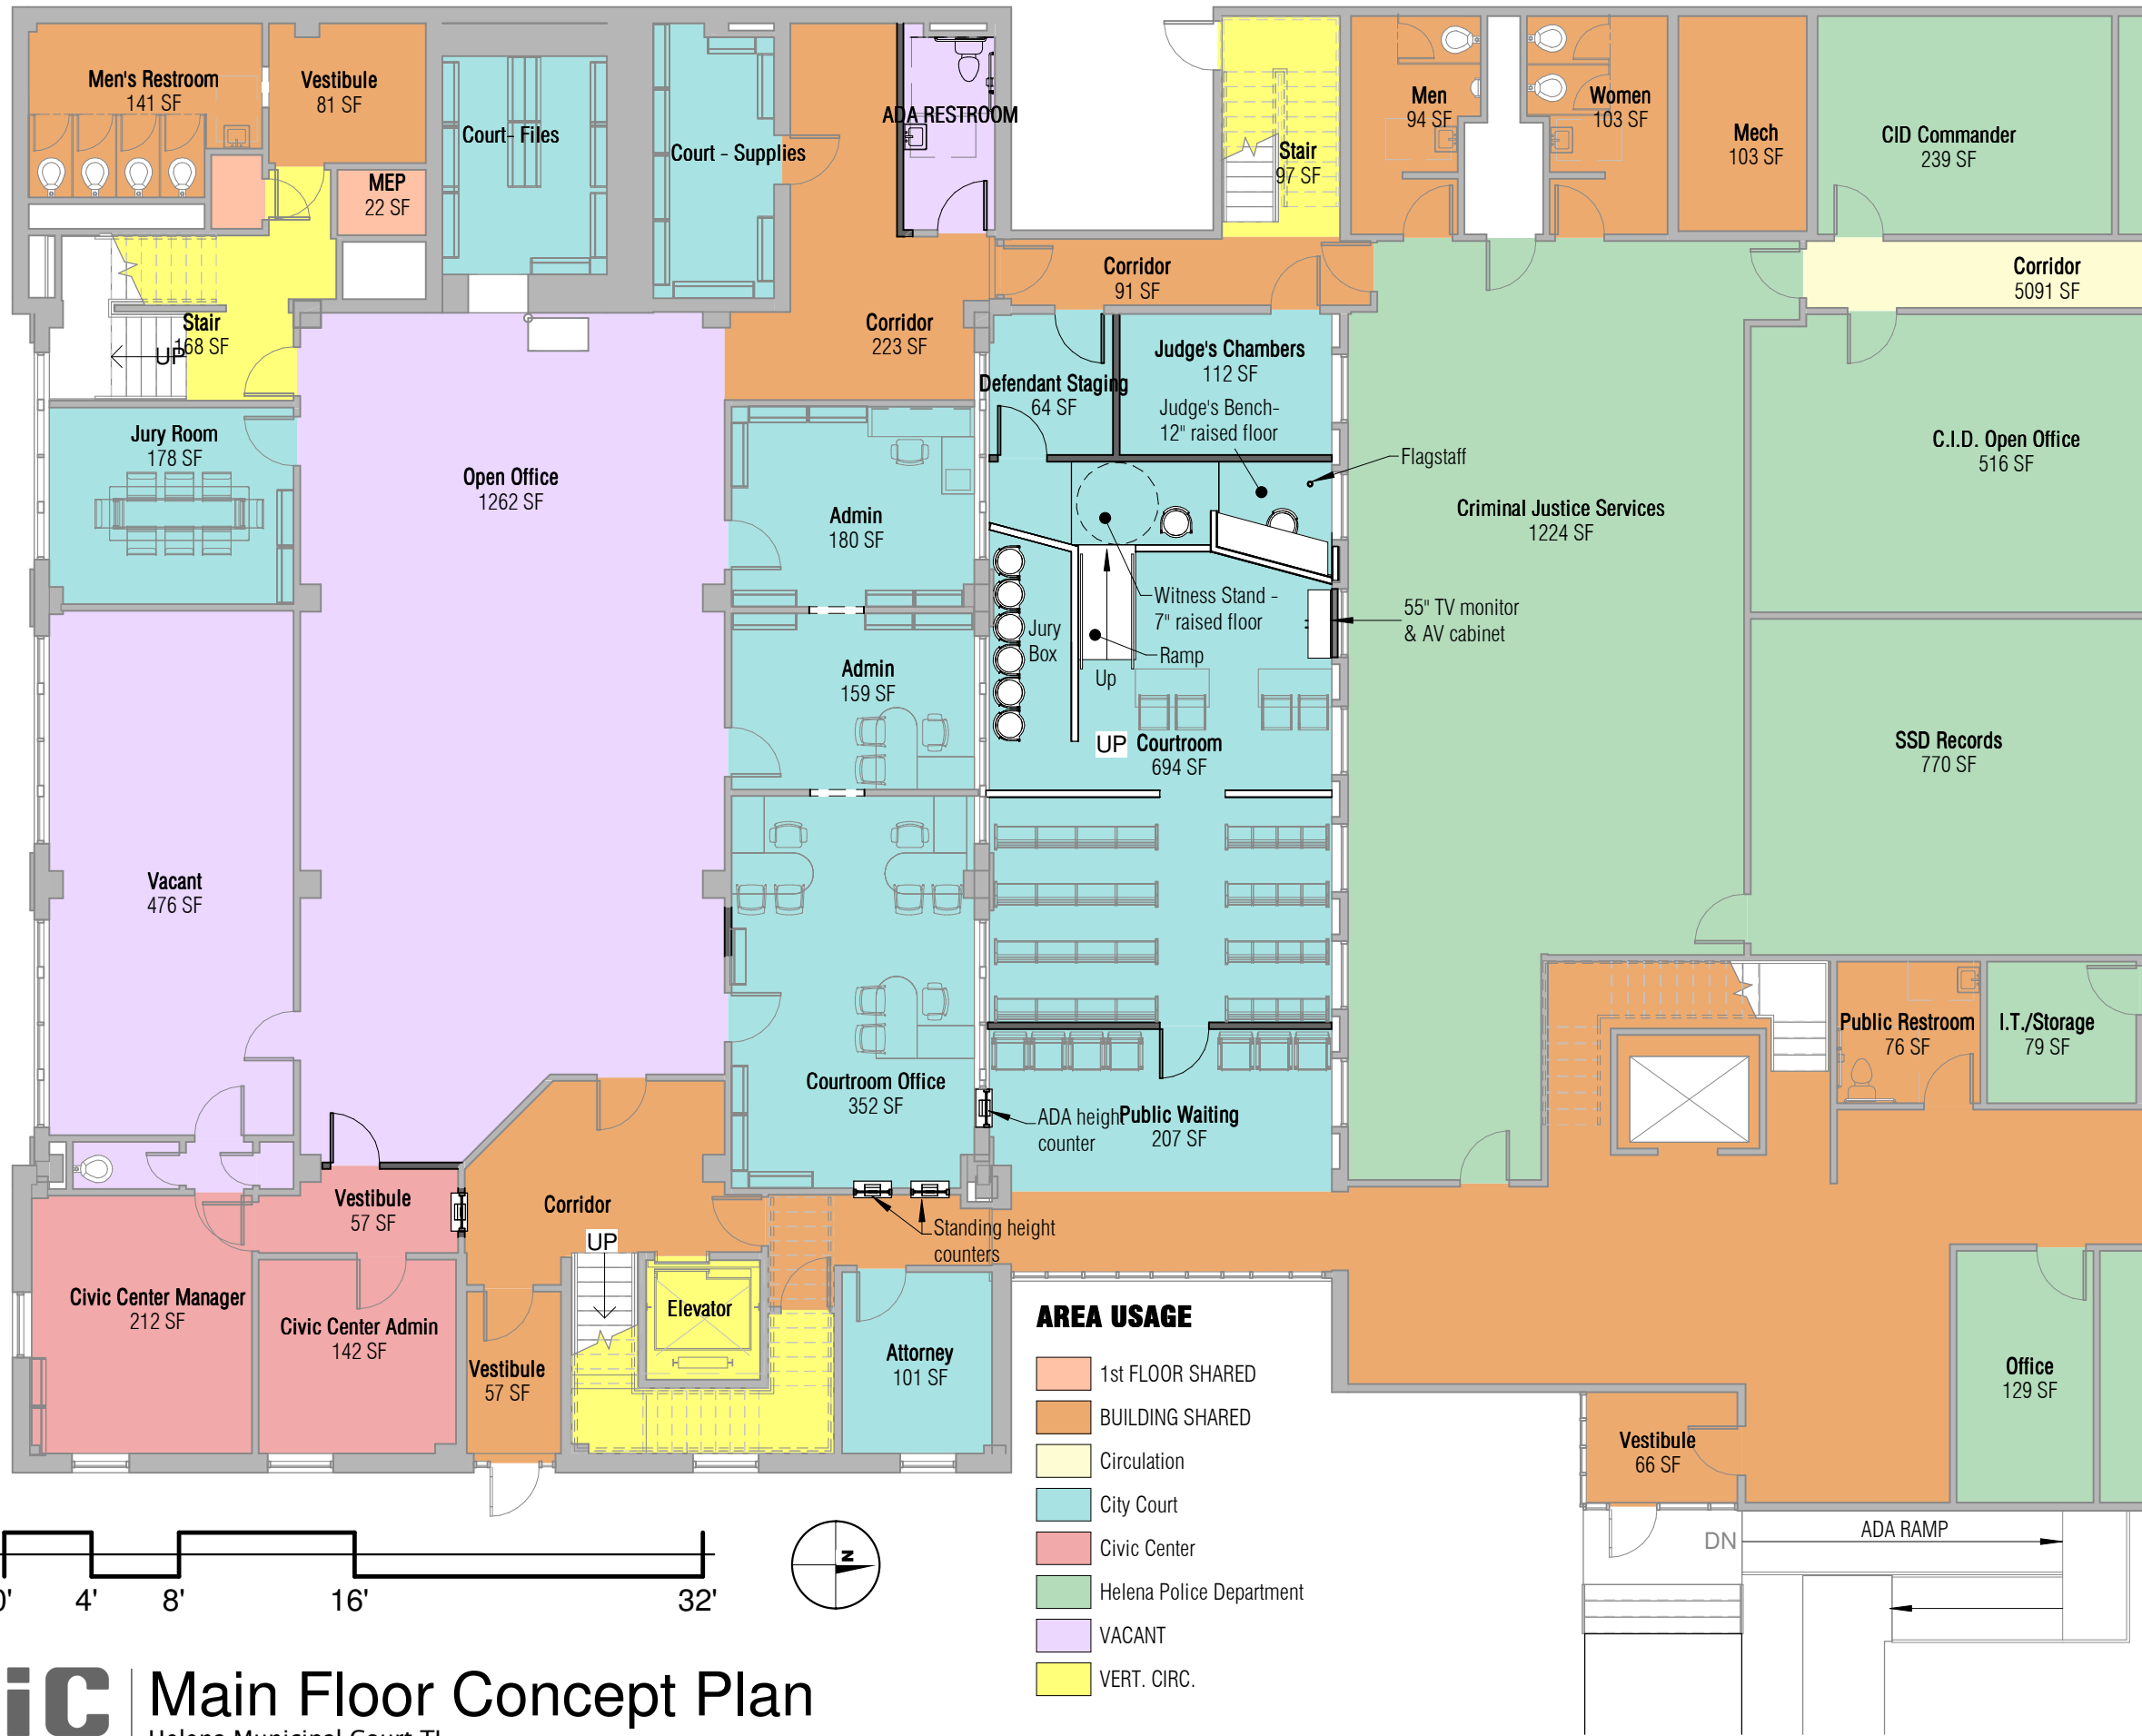 Men's Restroom
141 SF
Vestibule
81 SF
MEP
22 SF
Court- Files
Court - Supplies
ADA RESTROOM
Stair
97 SF
Men
94 SF
Women
103 SF
Mech
103 SF
CID Commander
239 SF
Corridor
91 SF
Corridor
5091 SF
Stair
168 SF
UP
Corridor
223 SF
Jury Room
178 SF
Open Office
1262 SF
Defendant Staging
64 SF
Judge's Chambers
112 SF
Judge's Bench-
12" raised floor
Flagstaff
Criminal Justice Services
1224 SF
C.I.D. Open Office
516 SF
Admin
180 SF
Witness Stand -
7" raised floor
55" TV monitor
& AV cabinet
Jury
Box
Ramp
Up
Admin
159 SF
UP
Courtroom
694 SF
SSD Records
770 SF
Vacant
476 SF
Courtroom Office
352 SF
ADA height
counter
Public Waiting
207 SF
Public Restroom
76 SF
I.T./Storage
79 SF
Vestibule
57 SF
Corridor
UP
Standing height
counters
Civic Center Manager
212 SF
Civic Center Admin
142 SF
Vestibule
57 SF
Elevator
Attorney
101 SF
Office
129 SF
Vestibule
66 SF
DN
ADA RAMP
AREA USAGE
1st FLOOR SHARED
BUILDING SHARED
Circulation
City Court
Civic Center
Helena Police Department
VACANT
VERT. CIRC.
0'
4'
8'
16'
32'
N
iC
Main Floor Concept Plan
Helena Municipal Court TI